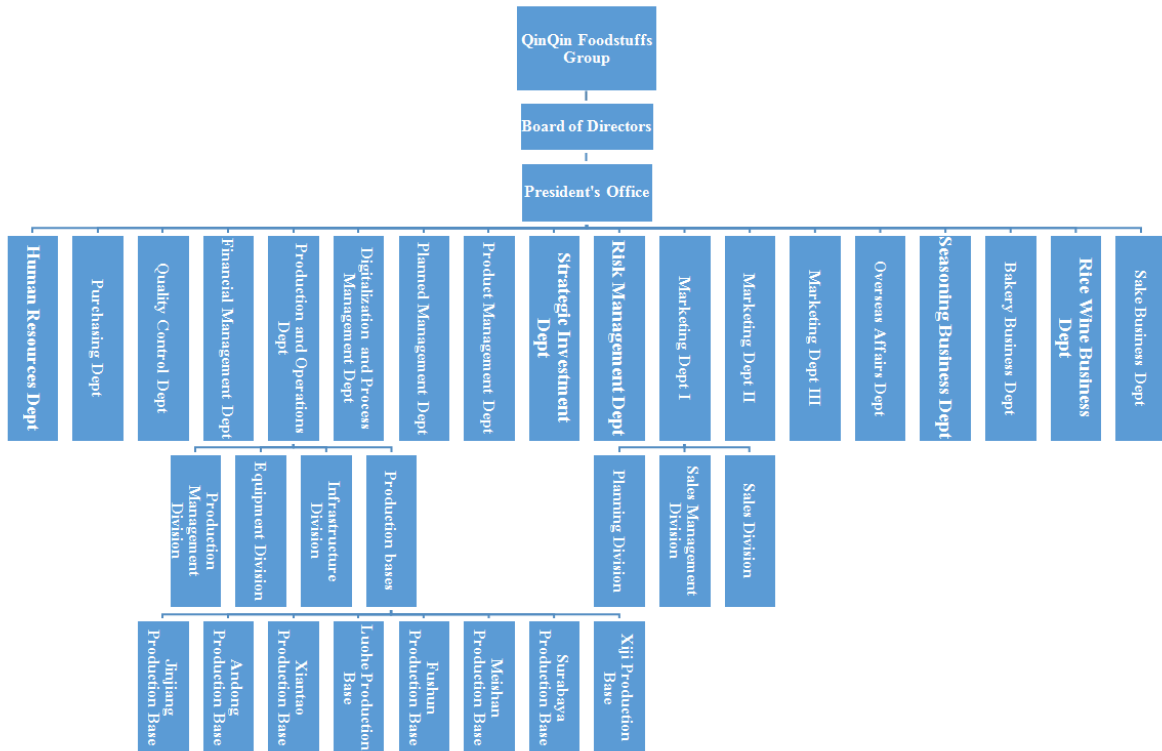 QinQin Foodstuffs
Group
Board of Directors
President's Office
Human Resources Dept
Purchasing Dept
Quality Control Dept
Financial Management Dept
Production and Operations
Dept
Digitalization and Process
Management Dept
Planned Management Dept
Product Management Dept
Strategic Investment
Dept
Risk Management Dept
Marketing Dept I
Marketing Dept II
Marketing Dept III
Overseas Affairs Dept
Seasoning Business Dept
Bakery Business Dept
Rice Wine Business
Dept
Sake Business Dept
Production
Management
Division
Equipment Division
Infrastructure
Division
Production bases
Planning Division
Sales Management
Division
Sales Division
Jinjiang
Production Base
Andong
Production Base
Xiantao
Production Base
Luohe Production
Base
Fushun
Production Base
Meishan
Production Base
Surabaya
Production Base
Xiji Production
Base